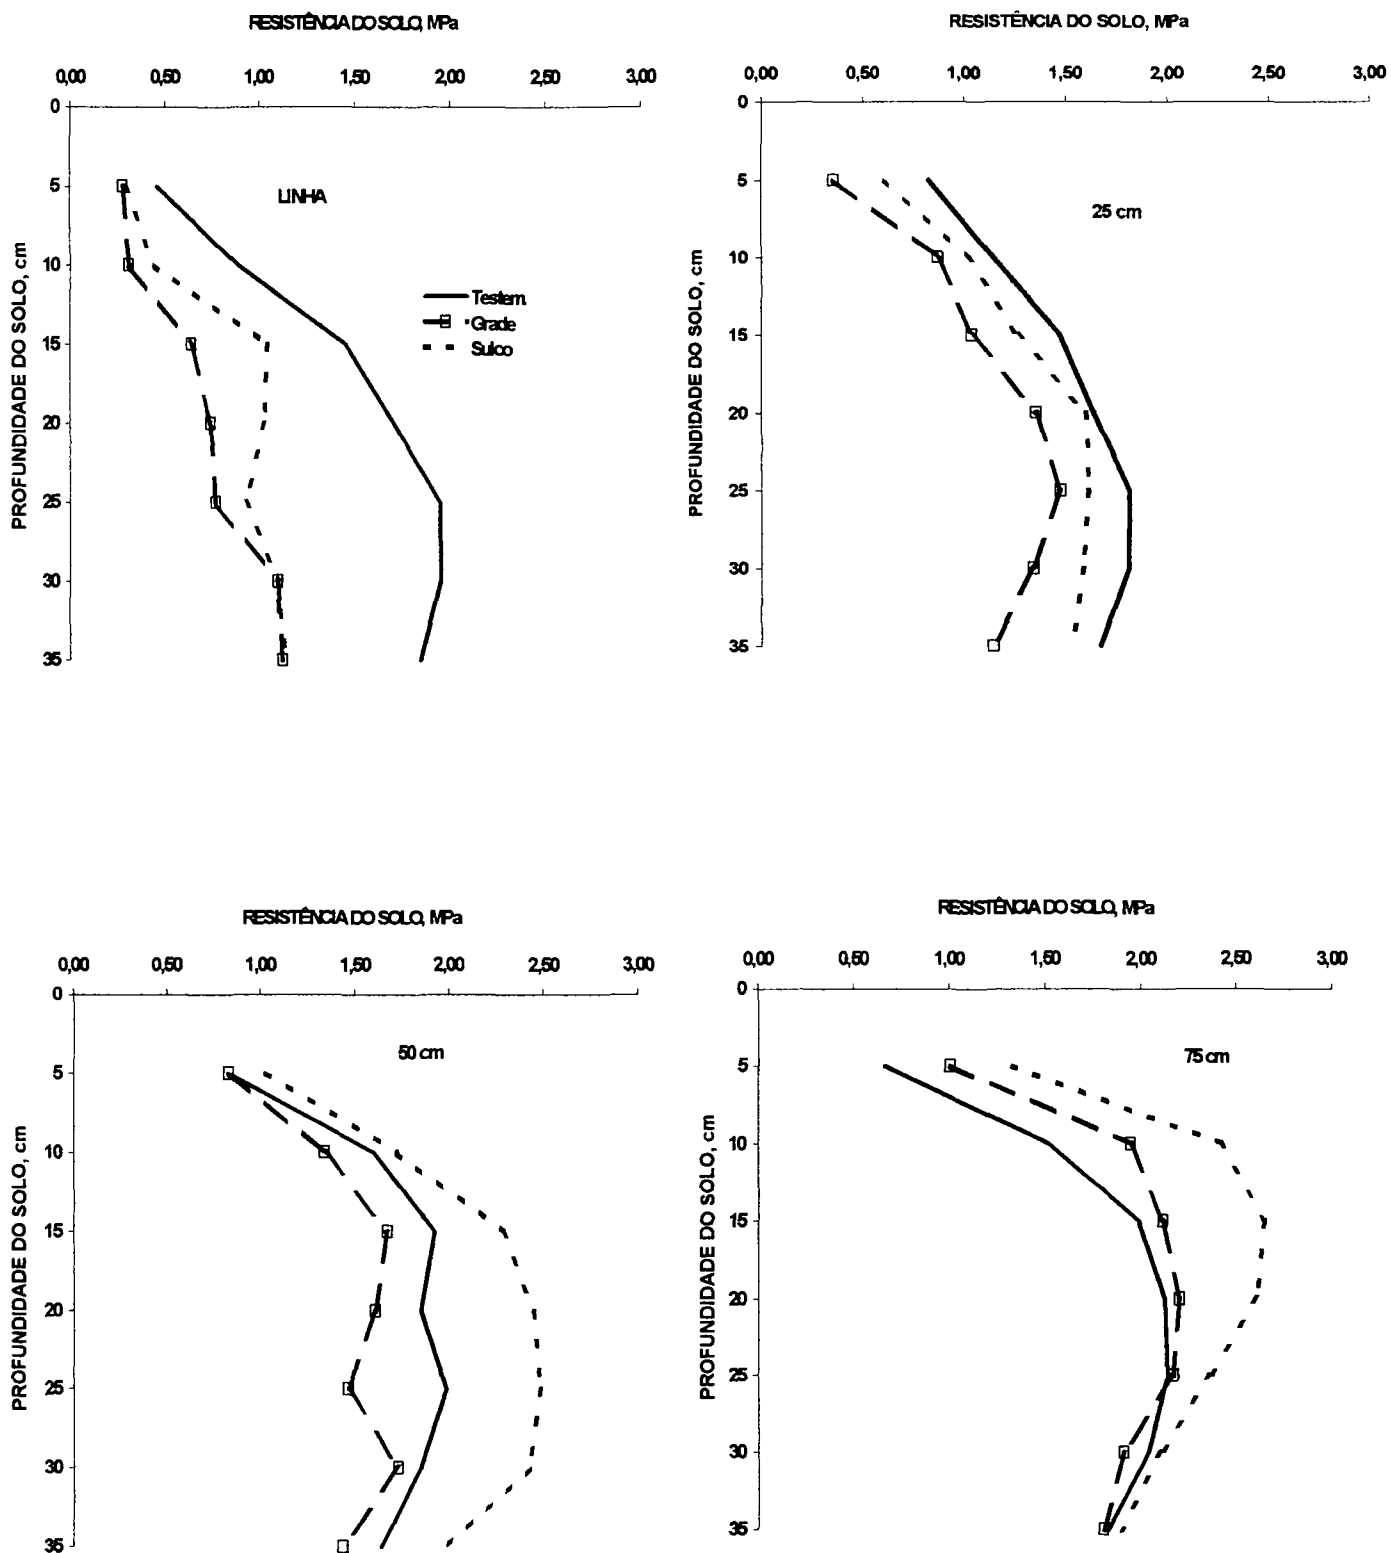 RESISTÊNCIA DO SOLO, MPa
0,00 0,50 1,00 1,50 2,00 2,50 3,00
0
5
10
15
20
25
30
35
PROFUNDIDADE DO SOLO, cm
LINHA
Testem.
Grade
Sulco
RESISTÊNCIA DO SOLO, MPa
0,00 0,50 1,00 1,50 2,00 2,50 3,00
0
5
10
15
20
25
30
35
PROFUNDIDADE DO SOLO, cm
25 cm
RESISTÊNCIA DO SOLO, MPa
0,00 0,50 1,00 1,50 2,00 2,50 3,00
0
5
10
15
20
25
30
35
PROFUNDIDADE DO SOLO, cm
50 cm
RESISTÊNCIA DO SOLO, MPa
0,00 0,50 1,00 1,50 2,00 2,50 3,00
0
5
10
15
20
25
30
35
PROFUNDIDADE DO SOLO, cm
75 cm